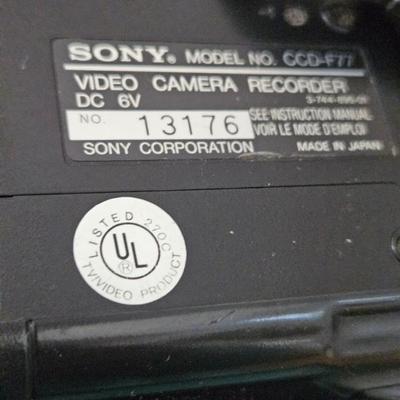 SONY® MODEL NO. CCD-F77
VIDEO CAMERA RECORDER
DC 6V
NO. 13176
SEE INSTRUCTION MANUAL
VOIR LE MODE D'EMPLOI
SONY CORPORATION MADE IN JAPAN
LISTED 270C
UL
®
TV/VIDEO PRODUCT